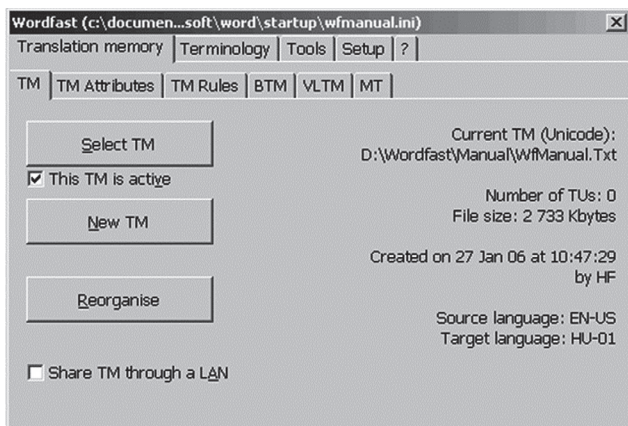 Wordfast (c:\documen...soft\word\startup\wfmanual.ini)
Translation memory Terminology Tools Setup ?
TM TM Attributes TM Rules BTM VLTM MT
Select TM
This TM is active
New TM
Reorganise
Share TM through a LAN
Current TM (Unicode):
D:\Wordfast\Manual\WfManual.Txt
Number of TUs: 0
File size: 2 733 Kbytes
Created on 27 Jan 06 at 10:47:29
by HF
Source language: EN-US
Target language: HU-01